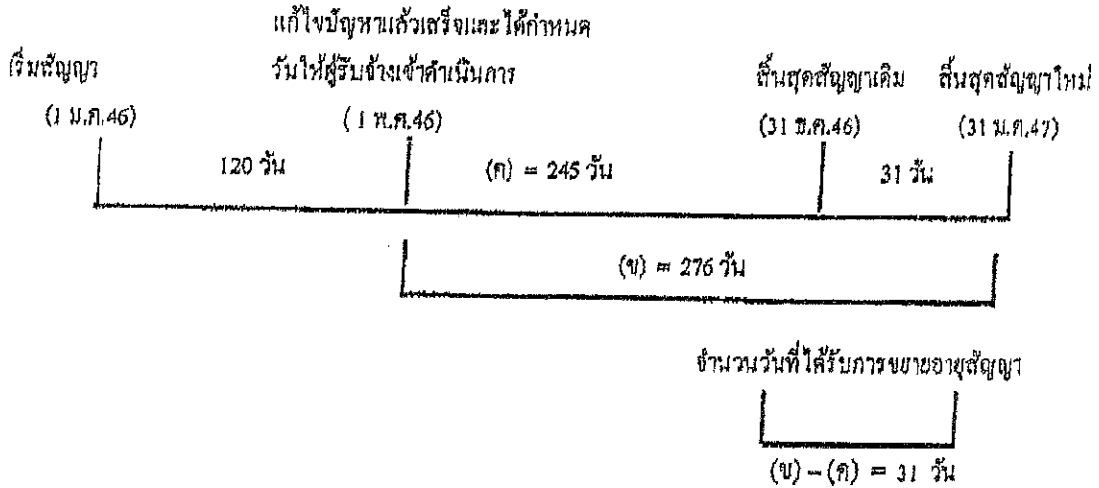 แก้ไขปัญหาแล้วเสร็จและได้กำหนด
เริ่มสัญญา วันให้ผู้รับจ้างเข้าดำเนินการ สิ้นสุดสัญญาเดิม สิ้นสุดสัญญาใหม่
(1 ม.ค.46) (1 พ.ค.46) (31 ธ.ค.46) (31 ม.ค.47)
120 วัน (ค) = 245 วัน 31 วัน
(ข) = 276 วัน
จำนวนวันที่ได้รับการขยายอายุสัญญา
(ข) – (ค) = 31 วัน